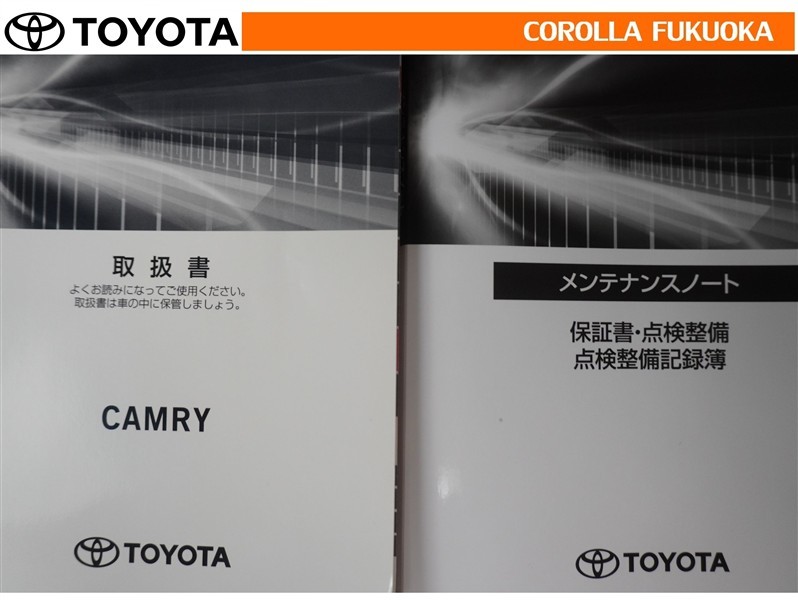 TOYOTA
COROLLA FUKUOKA
取扱書
よくお読みになってご使用ください。
取扱書は車の中に保管しましょう。
CAMRY
TOYOTA
メンテナンスノート
保証書・点検整備
点検整備記録簿
TOYOTA